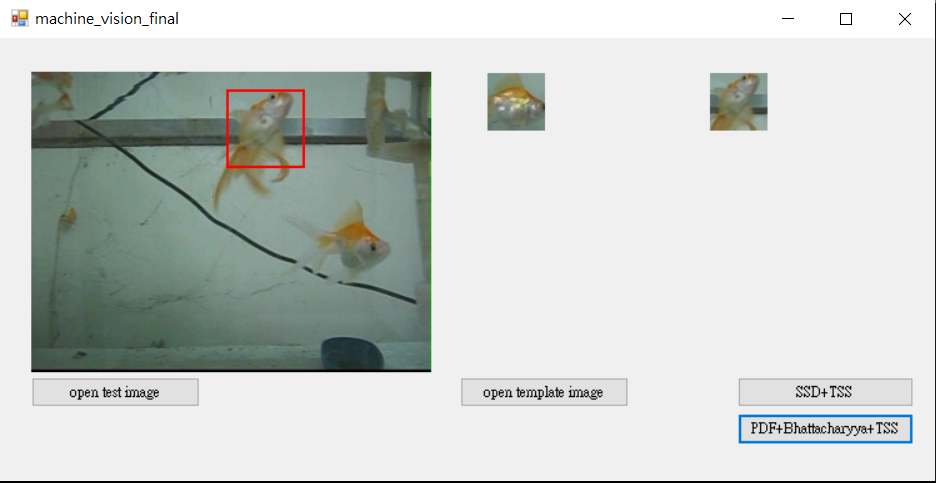 machine_vision_final
open test image
open template image
SSD+TSS
PDF+Bhattacharyya+TSS